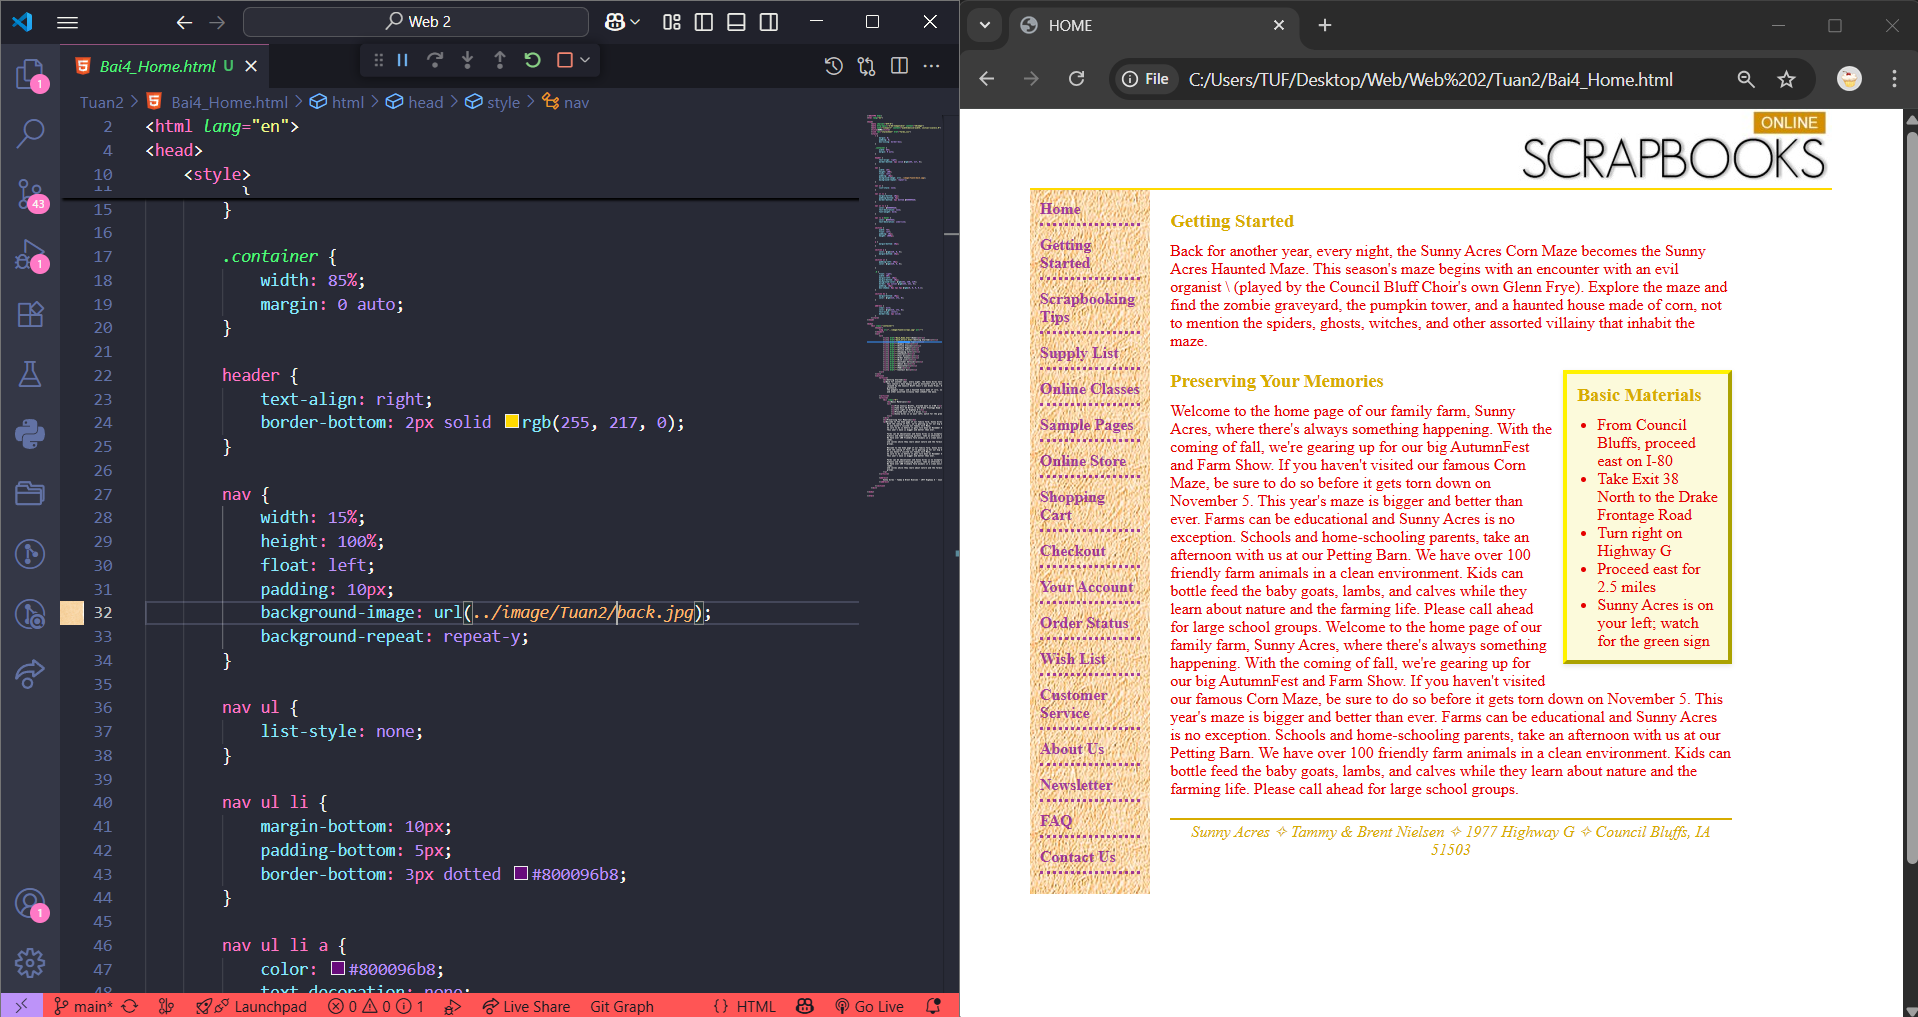 Web 2
Bai4_Home.html U
Tuan2 > Bai4_Home.html > html > head > style > nav
2 <html lang="en">
4 <head>
10 <style>
11 {
15 }
16
17 .container {
18 width: 85%;
19 margin: 0 auto;
20 }
21
22 header {
23 text-align: right;
24 border-bottom: 2px solid rgb(255, 217, 0);
25 }
26
27 nav {
28 width: 15%;
29 height: 100%;
30 float: left;
31 padding: 10px;
32 background-image: url(../image/Tuan2/back.jpg);
33 background-repeat: repeat-y;
34 }
35
36 nav ul {
37 list-style: none;
38 }
39
40 nav ul li {
41 margin-bottom: 10px;
42 padding-bottom: 5px;
43 border-bottom: 3px dotted #800096b8;
44 }
45
46 nav ul li a {
47 color: #800096b8;
48 text-decoration: none;
1
43
1
1
main* Launchpad 0 0 1 Live Share Git Graph { } HTML Go Live
HOME
File C:/Users/TUF/Desktop/Web/Web%202/Tuan2/Bai4_Home.html
ONLINE
SCRAPBOOKS
Home
Getting
Started
Scrapbooking
Tips
Supply List
Online Classes
Sample Pages
Online Store
Shopping
Cart
Checkout
Your Account
Order Status
Wish List
Customer
Service
About Us
Newsletter
FAQ
Contact Us
Getting Started
Back for another year, every night, the Sunny Acres Corn Maze becomes the Sunny
Acres Haunted Maze. This season's maze begins with an encounter with an evil
organist \ (played by the Council Bluff Choir's own Glenn Frye). Explore the maze and
find the zombie graveyard, the pumpkin tower, and a haunted house made of corn, not
to mention the spiders, ghosts, witches, and other assorted villainy that inhabit the
maze.
Preserving Your Memories
Welcome to the home page of our family farm, Sunny
Acres, where there's always something happening. With the
coming of fall, we're gearing up for our big AutumnFest
and Farm Show. If you haven't visited our famous Corn
Maze, be sure to do so before it gets torn down on
November 5. This year's maze is bigger and better than
ever. Farms can be educational and Sunny Acres is no
exception. Schools and home-schooling parents, take an
afternoon with us at our Petting Barn. We have over 100
friendly farm animals in a clean environment. Kids can
bottle feed the baby goats, lambs, and calves while they
learn about nature and the farming life. Please call ahead
for large school groups. Welcome to the home page of our
family farm, Sunny Acres, where there's always something
happening. With the coming of fall, we're gearing up for
our big AutumnFest and Farm Show. If you haven't visited
our famous Corn Maze, be sure to do so before it gets torn down on November 5. This
year's maze is bigger and better than ever. Farms can be educational and Sunny Acres
is no exception. Schools and home-schooling parents, take an afternoon with us at our
Petting Barn. We have over 100 friendly farm animals in a clean environment. Kids can
bottle feed the baby goats, lambs, and calves while they learn about nature and the
farming life. Please call ahead for large school groups.
Basic Materials
• From Council
Bluffs, proceed
east on I-80
• Take Exit 38
North to the Drake
Frontage Road
• Turn right on
Highway G
• Proceed east for
2.5 miles
• Sunny Acres is on
your left; watch
for the green sign
Sunny Acres ✧ Tammy & Brent Nielsen ✧ 1977 Highway G ✧ Council Bluffs, IA
51503